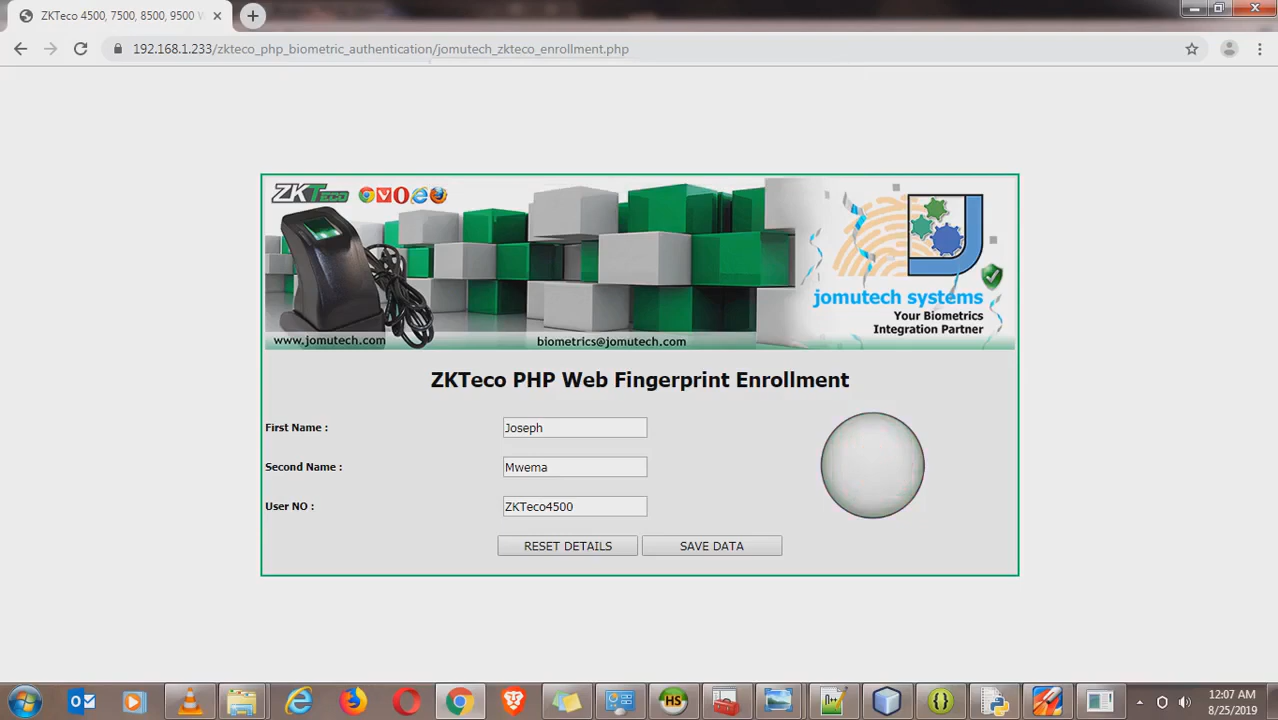 ZKTeco 4500, 7500, 8500, 9500 W
192.168.1.233/zkteco_php_biometric_authentication/jomutech_zkteco_enrollment.php
ZKTeco
jomutech systems
Your Biometrics
Integration Partner
www.jomutech.com
biometrics@jomutech.com
ZKTeco PHP Web Fingerprint Enrollment
First Name :
Joseph
Second Name :
Mwema
User NO :
ZKTeco4500
RESET DETAILS
SAVE DATA
HS
12:07 AM
8/25/2019